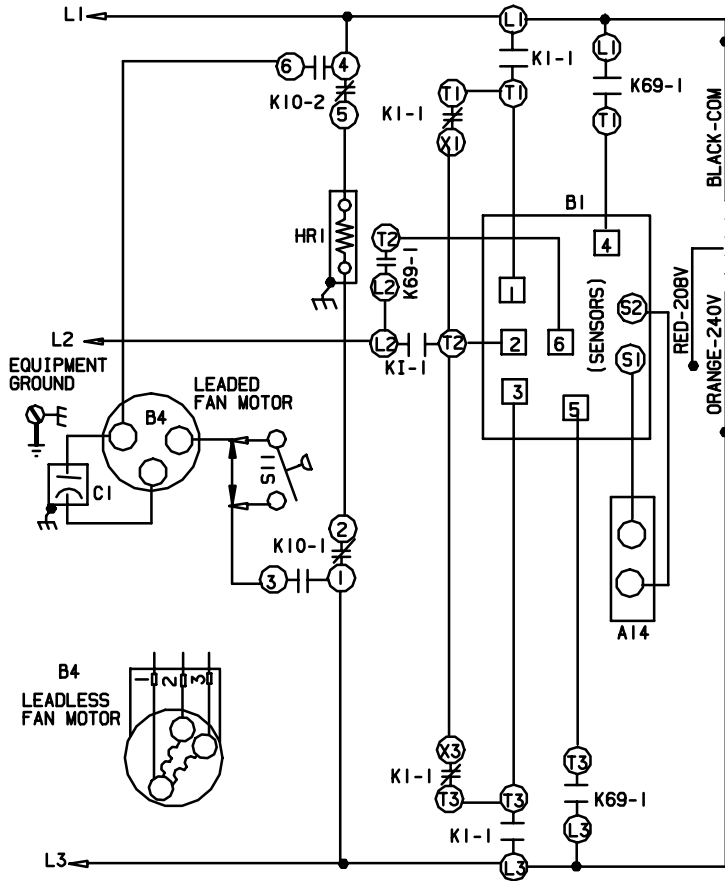 L1
L1
6
4
K1-1
L1
K10-2
5
T1
T1
K69-1
K1-1
X1
T1
BLACK-COM
B1
HR1
T2
4
K69-1
L2
1
(SENSORS)
S2
RED-208V
L2
L2
T2
2
6
K1-1
S1
ORANGE-240V
EQUIPMENT
GROUND
LEADED
FAN MOTOR
3
5
B4
S11
C1
2
K10-1
3
1
A14
B4
LEADLESS
FAN MOTOR
1
2
3
X3
T3
K1-1
T3
T3
K69-1
K1-1
L3
L3
L3